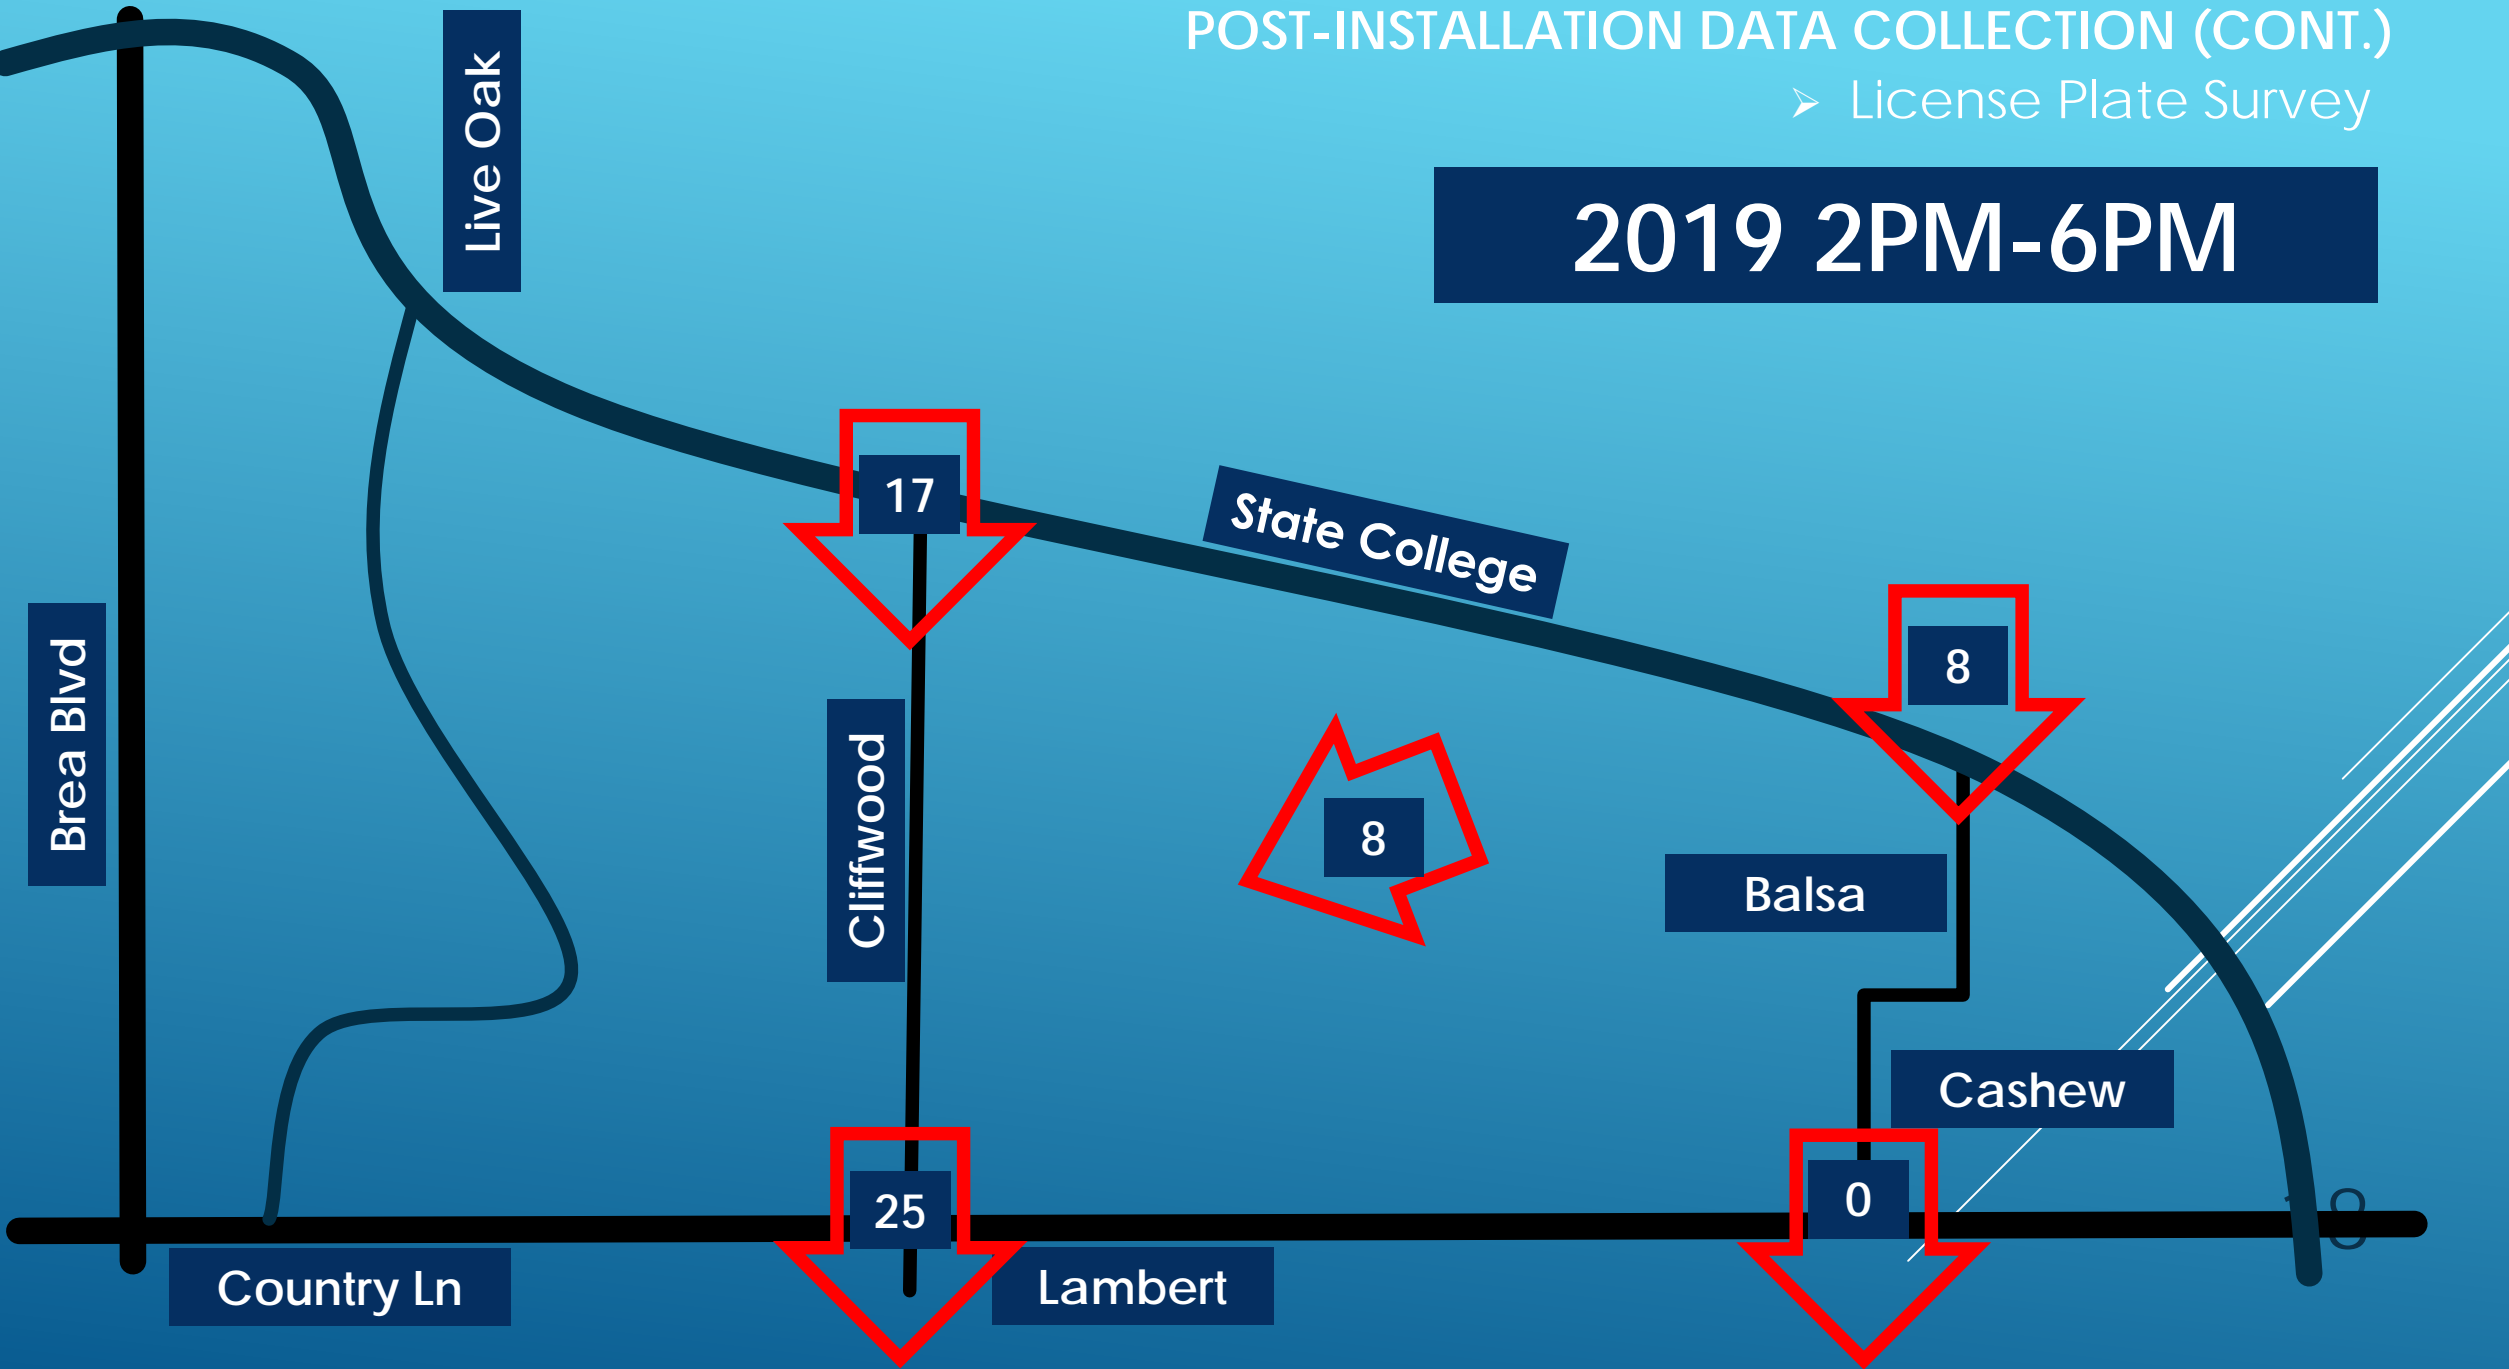 POST-INSTALLATION DATA COLLECTION (CONT.)
➢ License Plate Survey
2019 2PM-6PM
Live Oak
17
State College
Brea Blvd
8
Cliffwood
8
Balsa
Cashew
25
0
18
Country Ln
Lambert